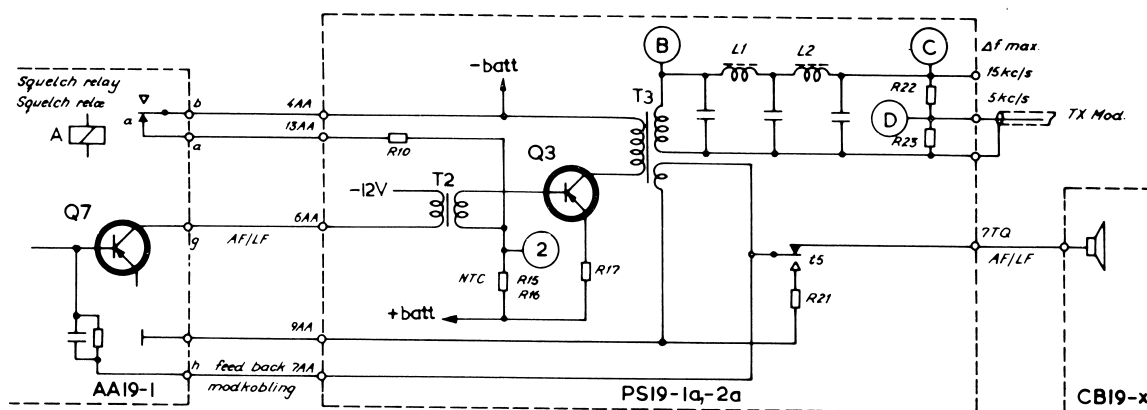 Squelch relay
Squelch relæ
A
a
b
a
4AA
13AA
R10
-batt
B
L1
L2
C
Δf max.
15kc/s
R22
5kc/s
TX Mod.
D
R23
T3
Q3
T2
-12V
Q7
g
AF/LF
6AA
2
NTC
R15
R16
R17
+batt
t5
R21
7TQ
AF/LF
9AA
h
feed back
modkobling
7AA
AA19-1
PS19-1a,-2a
CB19-x